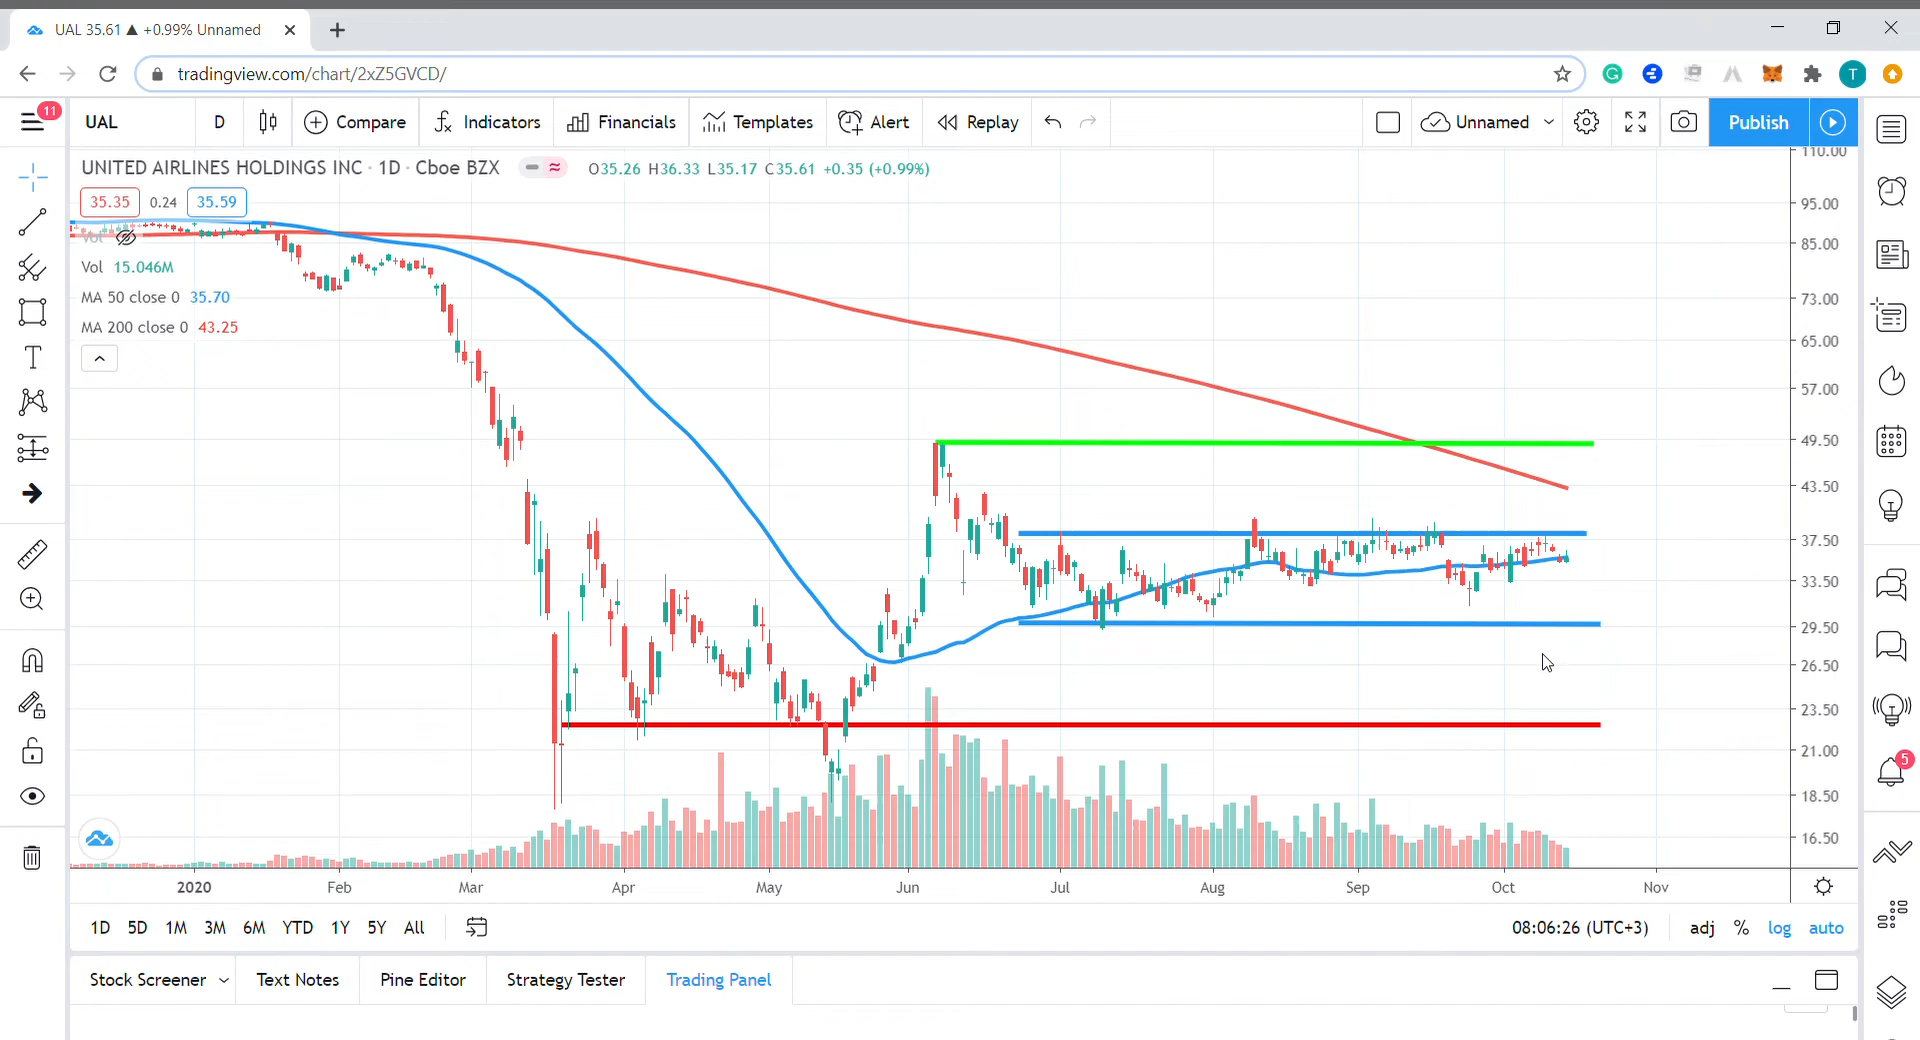 UAL 35.61 ▲ +0.99% Unnamed
tradingview.com/chart/2xZ5GVCD/
T
11
UAL D Compare Indicators Financials Templates Alert Replay Unnamed Publish
UNITED AIRLINES HOLDINGS INC · 1D · Cboe BZX O35.26 H36.33 L35.17 C35.61 +0.35 (+0.99%)
35.35 0.24 35.59
Vol
Vol 15.046M
MA 50 close 0 35.70
MA 200 close 0 43.25
110.00
95.00
85.00
73.00
65.00
57.00
49.50
43.50
37.50
33.50
29.50
26.50
23.50
21.00
18.50
16.50
5
2020 Feb Mar Apr May Jun Jul Aug Sep Oct Nov
1D 5D 1M 3M 6M YTD 1Y 5Y All 08:06:26 (UTC+3) adj % log auto
Stock Screener Text Notes Pine Editor Strategy Tester Trading Panel